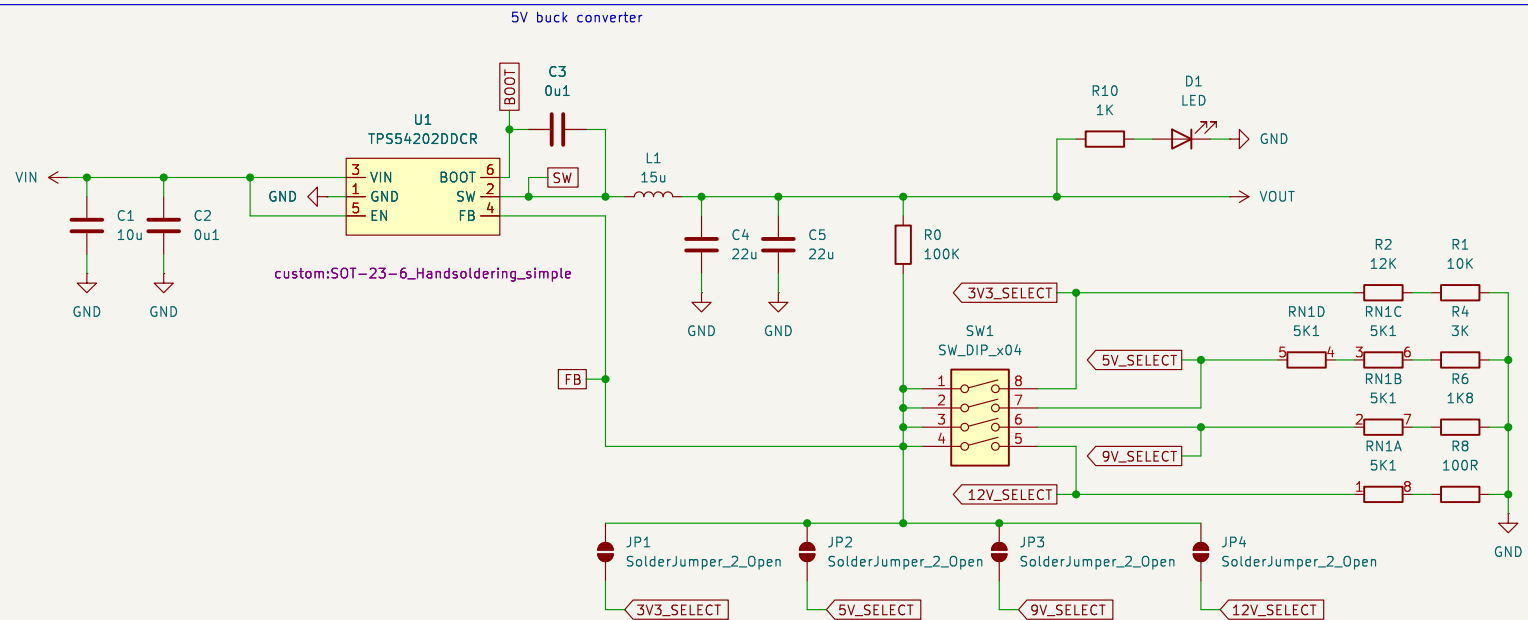 5V buck converter
BOOT
C3
0u1
U1
TPS54202DDCR
VIN
3
VIN
BOOT
6
GND
1
GND
SW
2
5
EN
FB
4
SW
L1
15u
R10
1K
D1
LED
GND
VOUT
C1
10u
C2
0u1
GND
GND
custom:SOT-23-6_Handsoldering_simple
C4
22u
C5
22u
GND
GND
R0
100K
FB
3V3_SELECT
R2
12K
R1
10K
SW1
SW_DIP_x04
1
8
2
7
3
6
4
5
5V_SELECT
RN1D
5K1
5
4
RN1C
5K1
3
6
R4
3K
9V_SELECT
RN1B
5K1
2
7
R6
1K8
12V_SELECT
RN1A
5K1
1
8
R8
100R
GND
JP1
SolderJumper_2_Open
3V3_SELECT
JP2
SolderJumper_2_Open
5V_SELECT
JP3
SolderJumper_2_Open
9V_SELECT
JP4
SolderJumper_2_Open
12V_SELECT